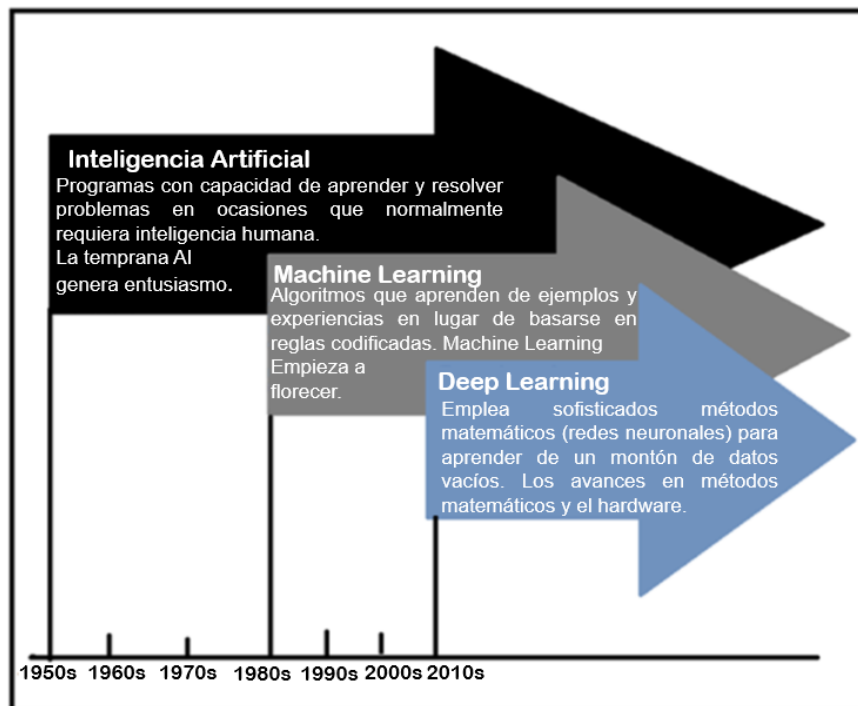 Inteligencia Artificial
Programas con capacidad de aprender y resolver
problemas en ocasiones que normalmente
requiera inteligencia humana.
La temprana AI
genera entusiasmo.
Machine Learning
Algoritmos que aprenden de ejemplos y
experiencias en lugar de basarse en
reglas codificadas. Machine Learning
Empieza a
florecer.
Deep Learning
Emplea sofisticados métodos
matemáticos (redes neuronales) para
aprender de un montón de datos
vacíos. Los avances en métodos
matemáticos y el hardware.
1950s 1960s 1970s 1980s 1990s 2000s 2010s